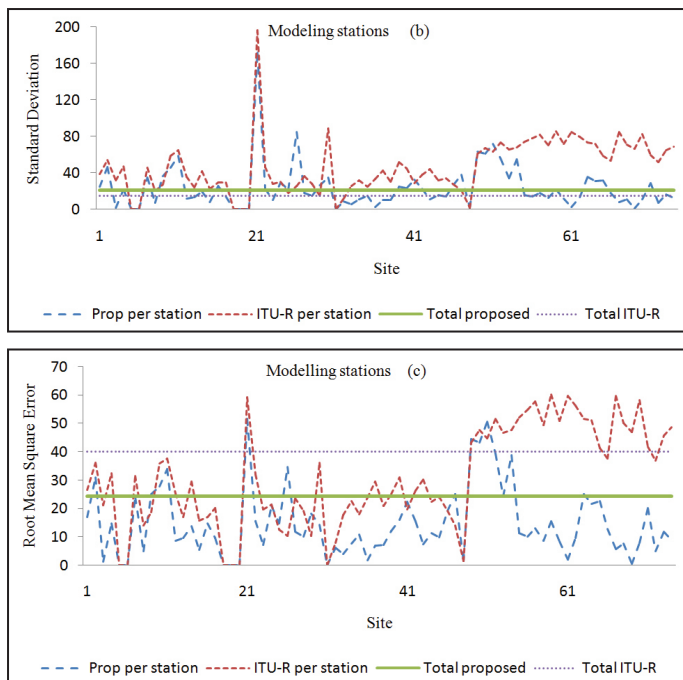 Modeling stations (b)
200
160
120
80
40
0
Standard Deviation
1 21 41 61
Site
Prop per station ITU-R per station Total proposed Total ITU-R
Modelling stations (c)
70
60
50
40
30
20
10
0
Root Mean Square Error
1 21 41 61
Site
Prop per station ITU-R per station Total proposed Total ITU-R